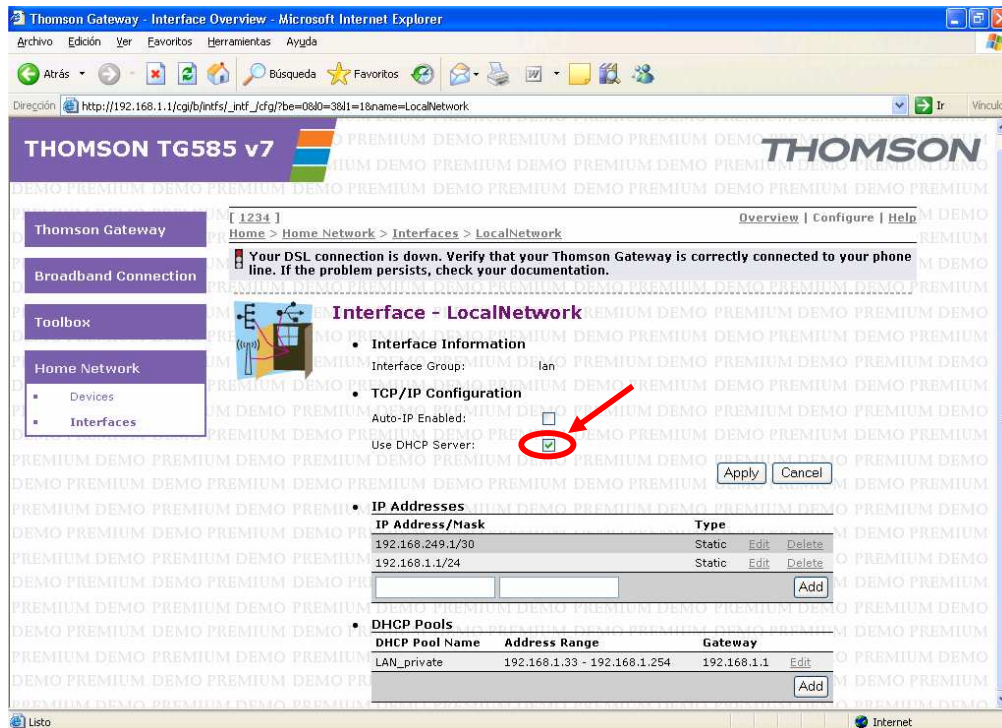 Thomson Gateway - Interface Overview - Microsoft Internet Explorer
Archivo Edición Ver Favoritos Herramientas Ayuda
Atrás Búsqueda Favoritos
Dirección http://192.168.1.1/cgi/b/intfs/_intf_/cfg/?be=0&l0=3&l1=1&name=LocalNetwork Ir Vínculo
THOMSON TG585 v7 THOMSON
[ 1234 ] Overview | Configure | Help
Home > Home Network > Interfaces > LocalNetwork
Thomson Gateway
Broadband Connection
Toolbox
Home Network
Devices
Interfaces
Your DSL connection is down. Verify that your Thomson Gateway is correctly connected to your phone
line. If the problem persists, check your documentation.
Interface - LocalNetwork
• Interface Information
Interface Group: lan
• TCP/IP Configuration
Auto-IP Enabled:
Use DHCP Server:
Apply Cancel
• IP Addresses
IP Address/Mask Type
192.168.249.1/30 Static Edit Delete
192.168.1.1/24 Static Edit Delete
Add
• DHCP Pools
DHCP Pool Name Address Range Gateway
LAN_private 192.168.1.33 - 192.168.1.254 192.168.1.1 Edit
Add
Listo Internet